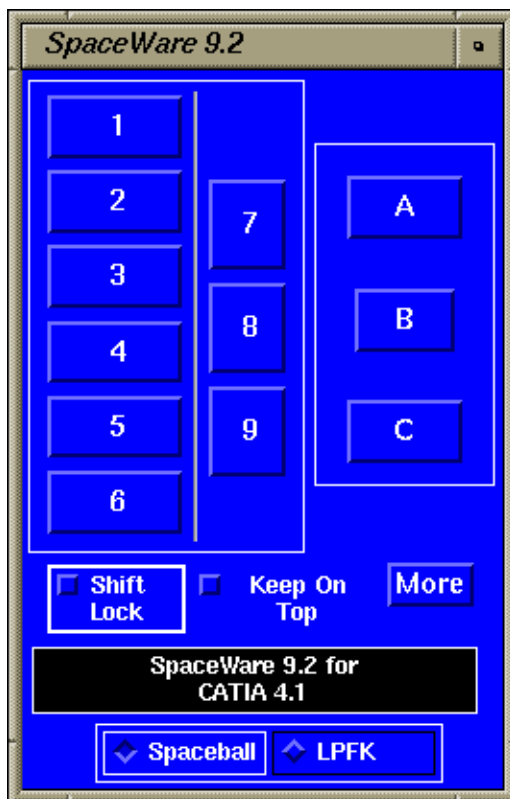 SpaceWare 9.2
1
2
3
4
5
6
7
8
9
A
B
C
Shift
Lock
Keep On
Top
More
SpaceWare 9.2 for
CATIA 4.1
Spaceball
LPFK